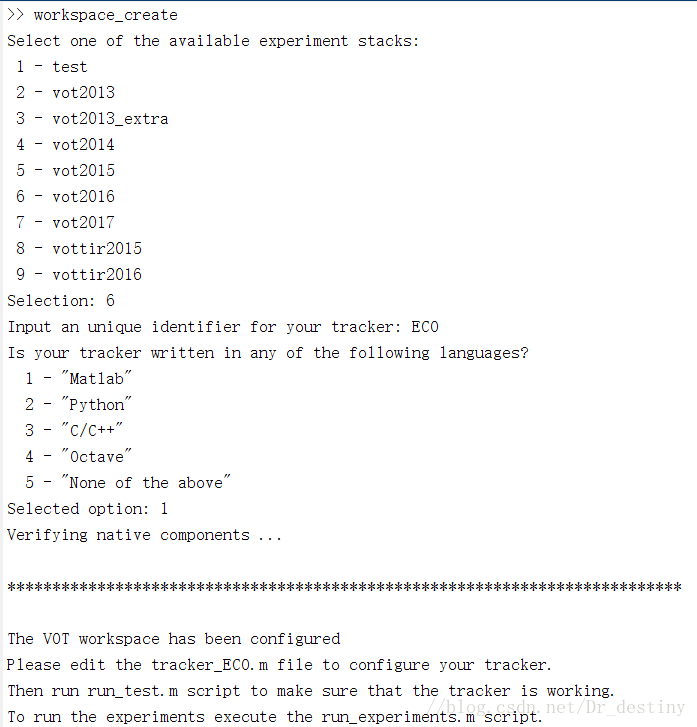 >> workspace_create
Select one of the available experiment stacks:
1 - test
2 - vot2013
3 - vot2013_extra
4 - vot2014
5 - vot2015
6 - vot2016
7 - vot2017
8 - vottir2015
9 - vottir2016
Selection: 6
Input an unique identifier for your tracker: ECO
Is your tracker written in any of the following languages?
1 - "Matlab"
2 - "Python"
3 - "C/C++"
4 - "Octave"
5 - "None of the above"
Selected option: 1
Verifying native components ...
***************************************************************************
The VOT workspace has been configured
Please edit the tracker_ECO.m file to configure your tracker.
Then run run_test.m script to make sure that the tracker is working.
To run the experiments execute the run_experiments.m script.
//blog.csdn.net/Dr_destiny